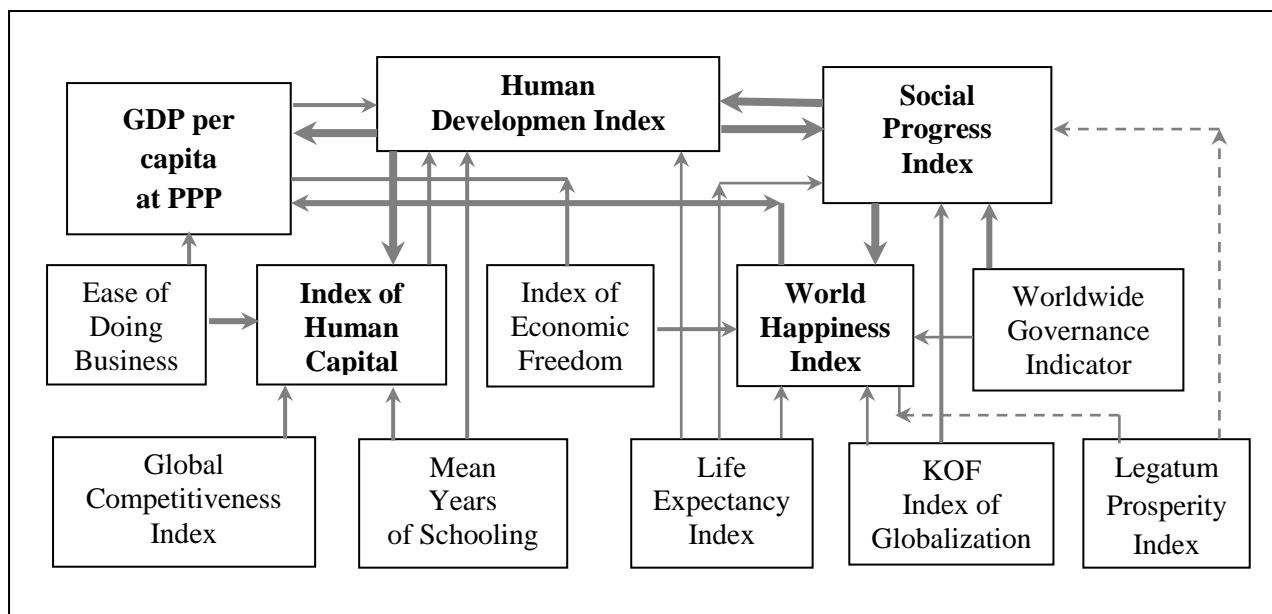 GDP per
capita
at PPP
Human
Developmen Index
Social
Progress
Index
Ease of
Doing
Business
Index of
Human
Capital
Index of
Economic
Freedom
World
Happiness
Index
Worldwide
Governance
Indicator
Global
Competitiveness
Index
Mean
Years
of Schooling
Life
Expectancy
Index
KOF
Index of
Globalization
Legatum
Prosperity
Index